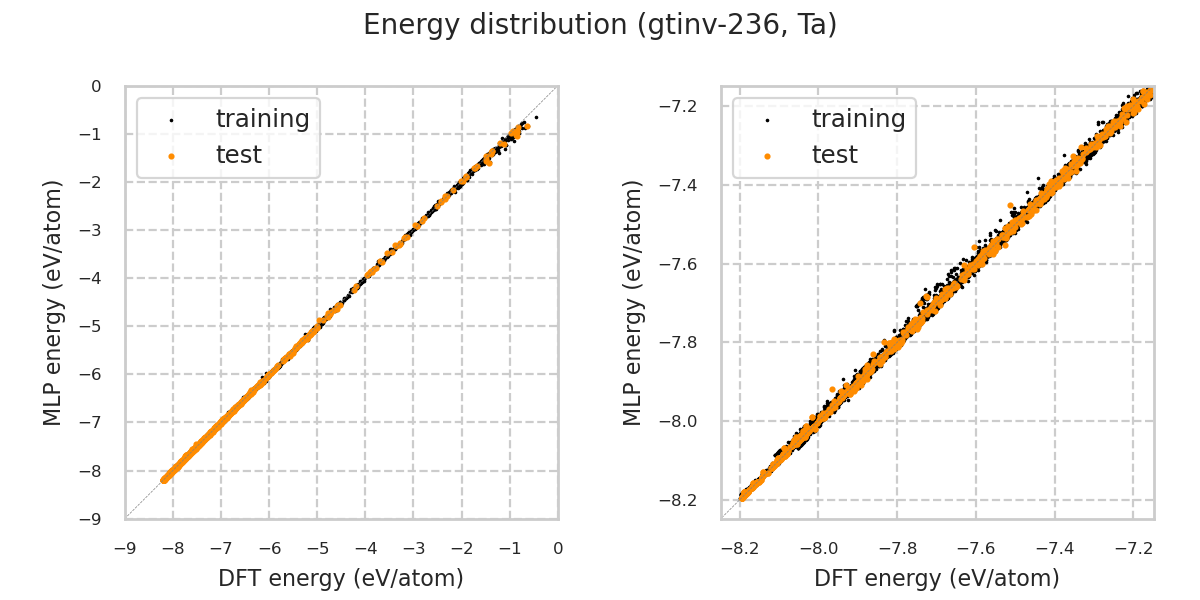 Energy distribution (gtinv-236, Ta)
0
−1
−2
−3
−4
−5
−6
−7
−8
−9
MLP energy (eV/atom)
training
test
−9 −8 −7 −6 −5 −4 −3 −2 −1 0
DFT energy (eV/atom)
−7.2
−7.4
−7.6
−7.8
−8.0
−8.2
MLP energy (eV/atom)
training
test
−8.2 −8.0 −7.8 −7.6 −7.4 −7.2
DFT energy (eV/atom)